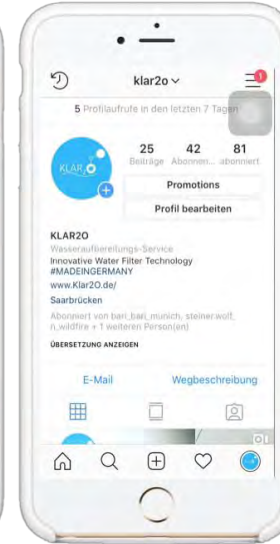 klar2o
1
5 Profilaufrufe in den letzten 7 Tagen
KLAR2O
25 42 81
Beiträge Abonnen... abonniert
Promotions
Profil bearbeiten
KLAR2O
Wasseraufbereitungs-Service
Innovative Water Filter Technology
#MADEINGERMANY
www.Klar2O.de/
Saarbrücken
Abonniert von bari_bari_munich, steiner.wolf,
n_wildfire + 1 weiteren Person(en)
ÜBERSETZUNG ANZEIGEN
E-Mail Wegbeschreibung